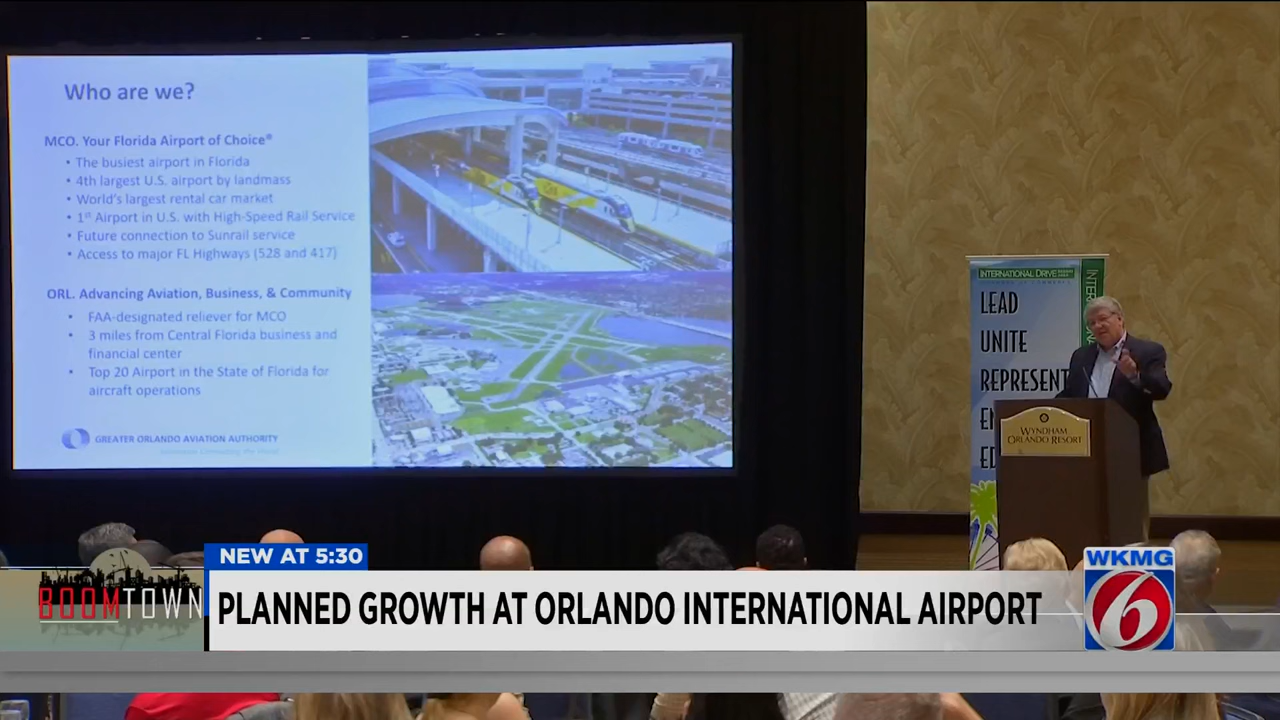 Who are we?
MCO. Your Florida Airport of Choice®
• The busiest airport in Florida
• 4th largest U.S. airport by landmass
• World's largest rental car market
• 1st Airport in U.S. with High-Speed Rail Service
• Future connection to Sunrail service
• Access to major FL Highways (528 and 417)
ORL. Advancing Aviation, Business, & Community
• FAA-designated reliever for MCO
• 3 miles from Central Florida business and
financial center
• Top 20 Airport in the State of Florida for
aircraft operations
GREATER ORLANDO AVIATION AUTHORITY
INTERNATIONAL DRIVE
CHAMBER OF COMMERCE
LEAD
UNITE
REPRESENT
WYNDHAM
ORLANDO RESORT
NEW AT 5:30
BOOMTOWN
PLANNED GROWTH AT ORLANDO INTERNATIONAL AIRPORT
WKMG
6